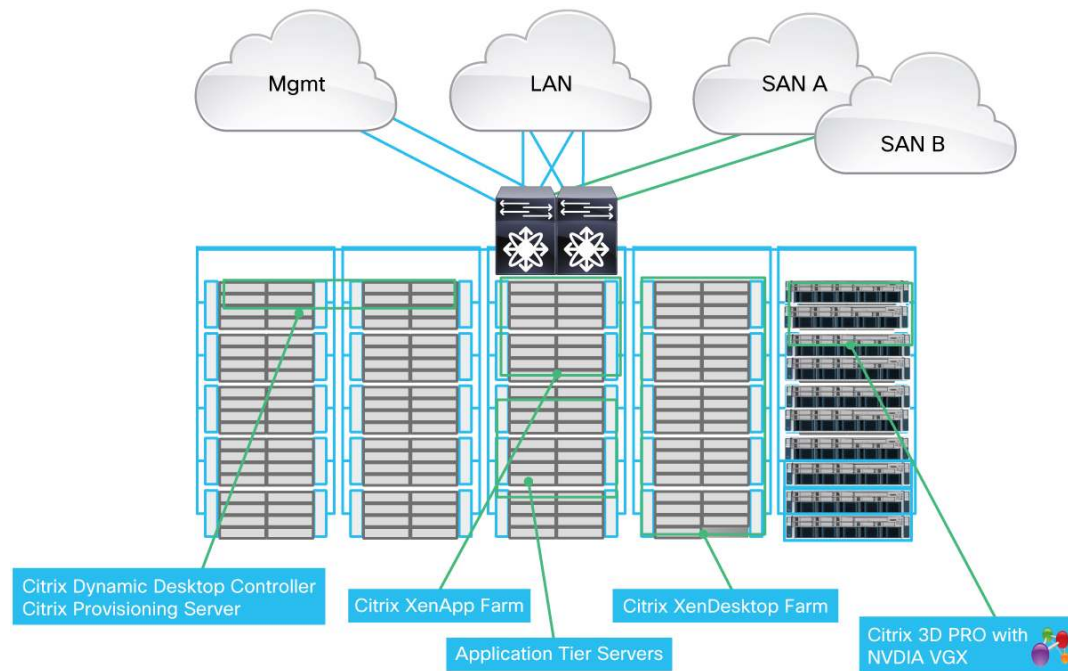 Mgmt
LAN
SAN A
SAN B
Citrix Dynamic Desktop Controller
Citrix Provisioning Server
Citrix XenApp Farm
Application Tier Servers
Citrix XenDesktop Farm
Citrix 3D PRO with
NVDIA VGX